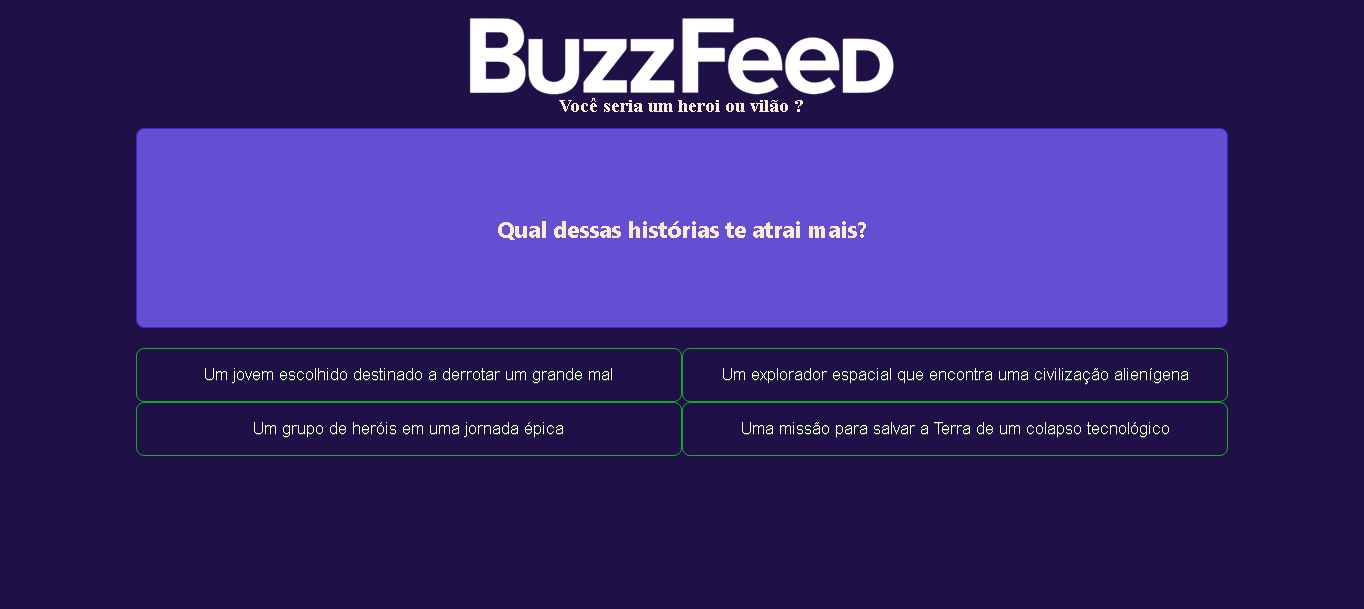 BuzzFeed
Você seria um heroi ou vilão ?
Qual dessas histórias te atrai mais?
Um jovem escolhido destinado a derrotar um grande mal
Um explorador espacial que encontra uma civilização alienígena
Um grupo de heróis em uma jornada épica
Uma missão para salvar a Terra de um colapso tecnológico